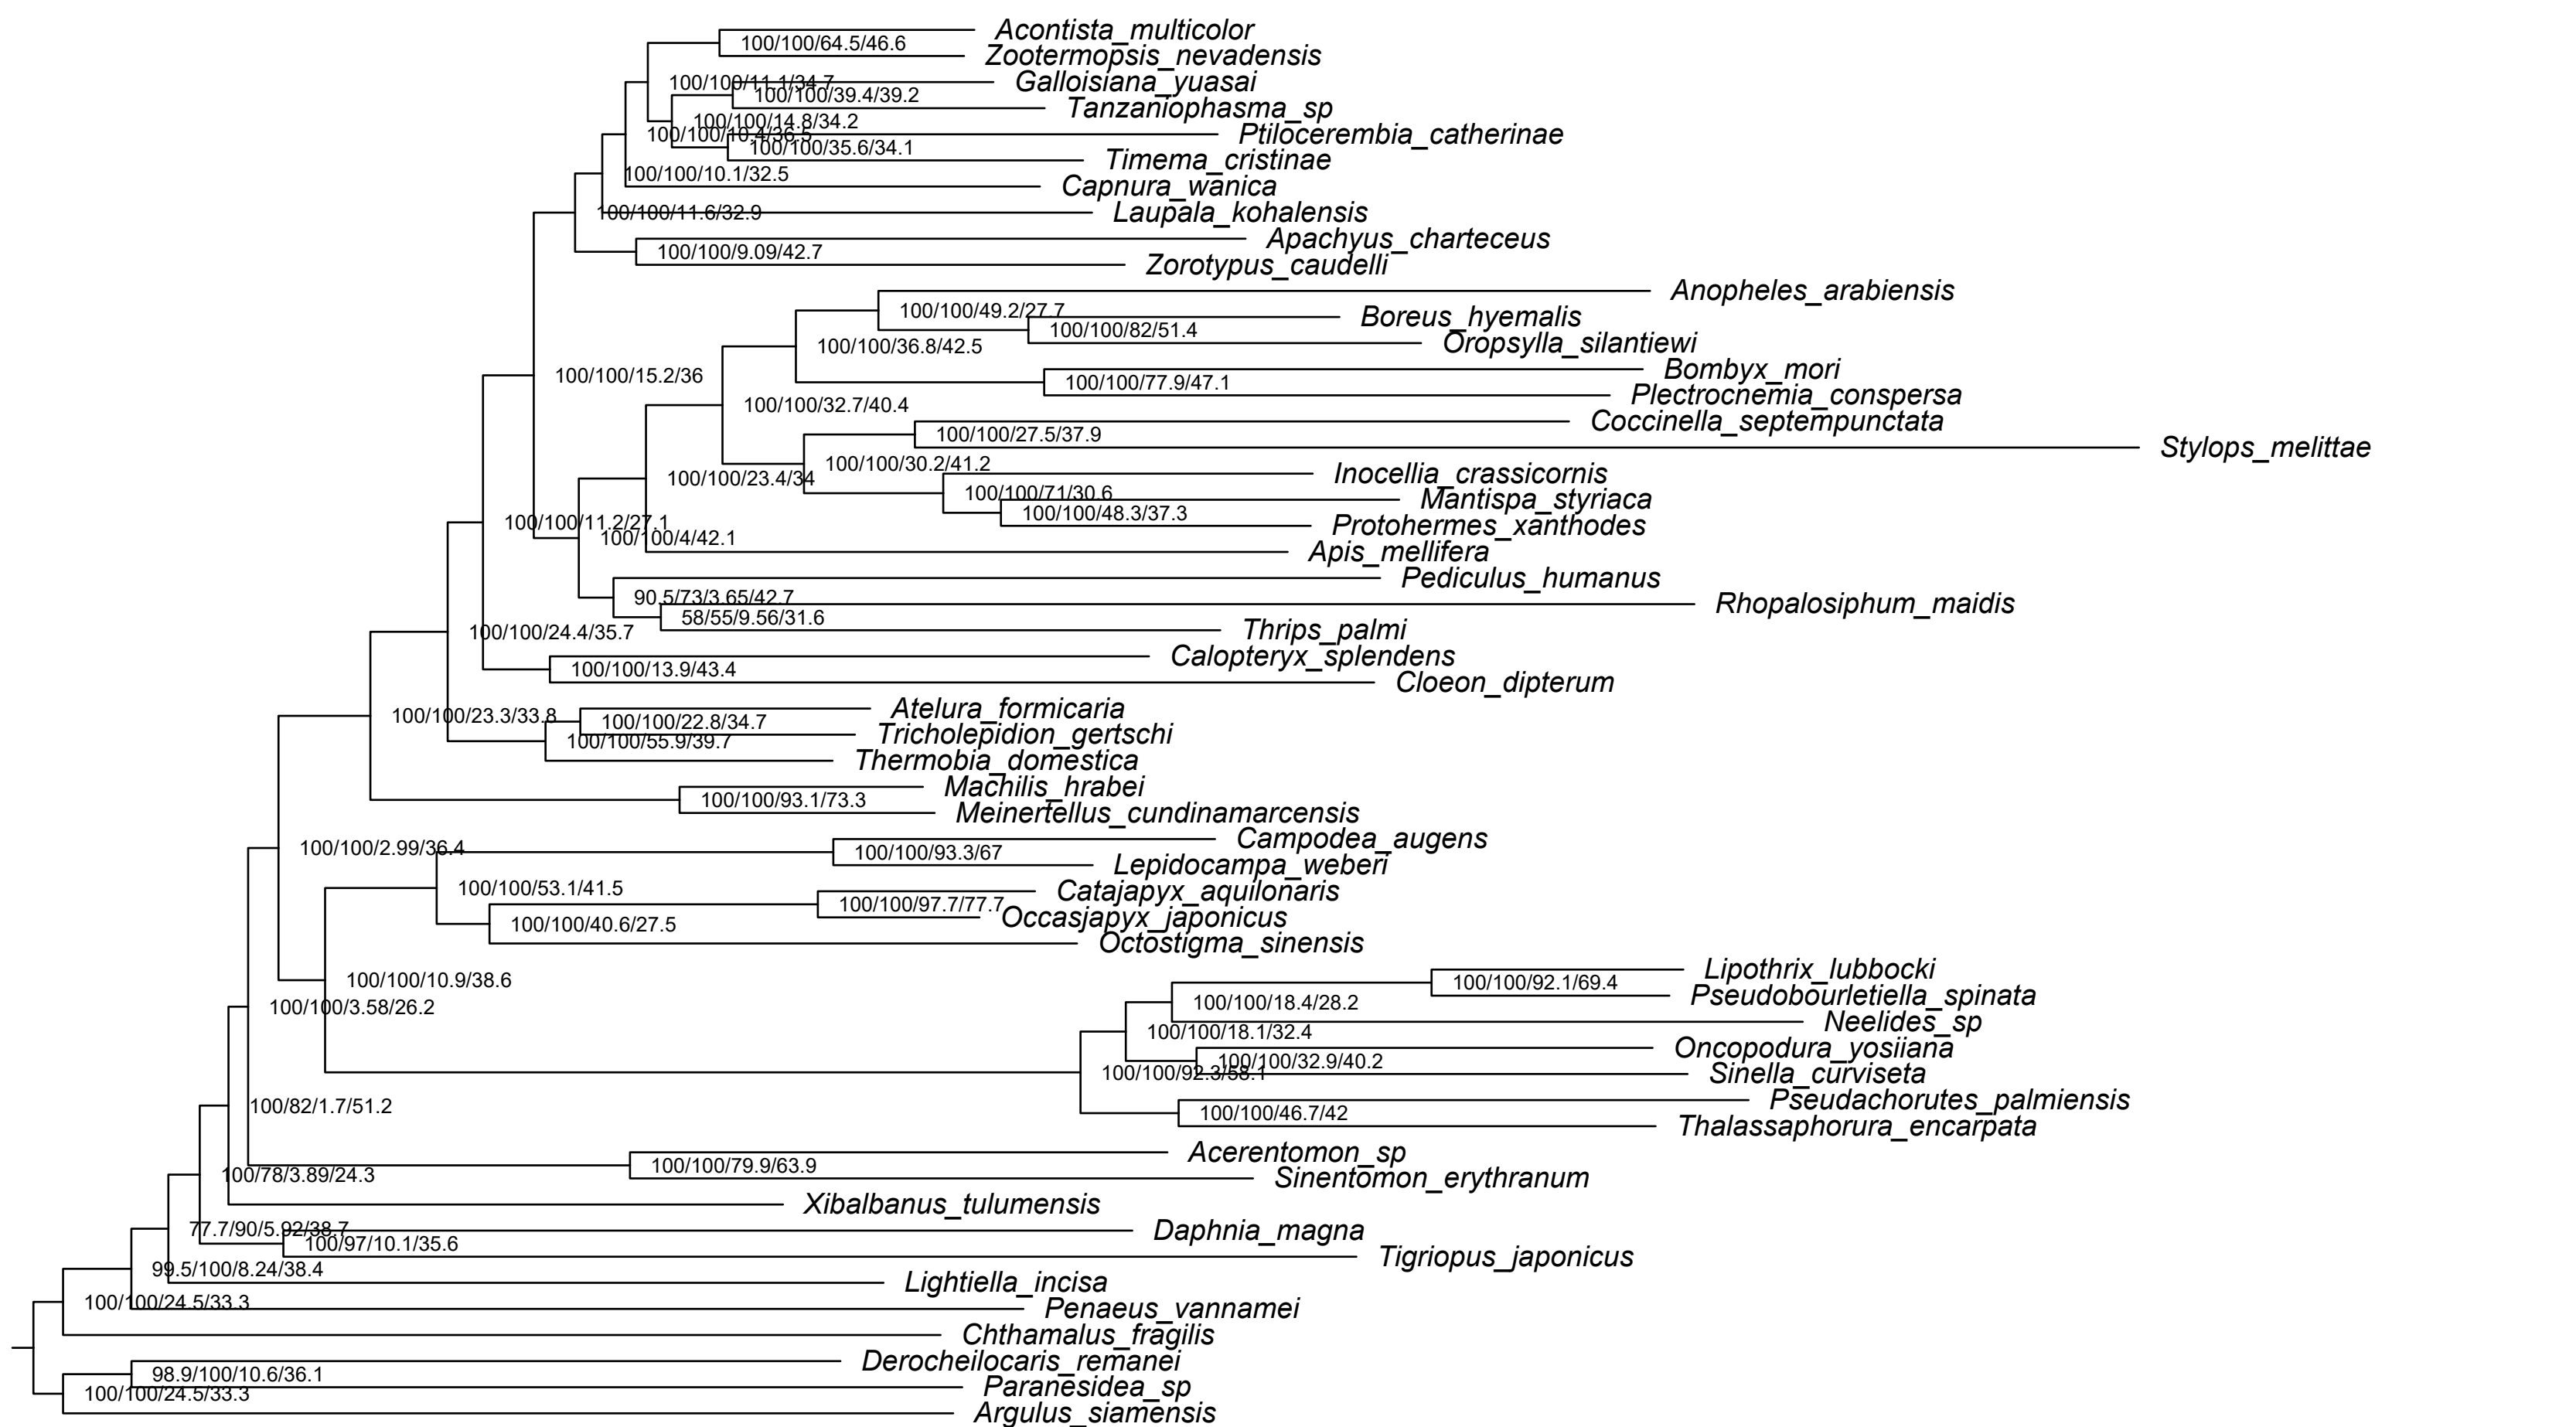 Acontista_multicolor
100/100/64.5/46.6
Zootermopsis_nevadensis
100/100/11.1/34.7
Galloisiana_yuasai
100/100/39.4/39.2
Tanzaniophasma_sp
100/100/14.8/34.2
100/100/10.4/36.5
Ptilocerembia_catherinae
100/100/35.6/34.1
Timema_cristinae
100/100/10.1/32.5
Capnura_wanica
100/100/11.6/32.9
Laupala_kohalensis
Apachyus_charteceus
100/100/9.09/42.7
Zorotypus_caudelli
Anopheles_arabiensis
100/100/49.2/27.7
Boreus_hyemalis
100/100/82/51.4
Oropsylla_silantiewi
100/100/36.8/42.5
Bombyx_mori
100/100/15.2/36
100/100/77.9/47.1
Plectrocnemia_conspersa
100/100/32.7/40.4
Coccinella_septempunctata
100/100/27.5/37.9
Stylops_melittae
100/100/30.2/41.2
Inocellia_crassicornis
100/100/23.4/34
100/100/71/30.6
Mantispa_styriaca
100/100/48.3/37.3
Protohermes_xanthodes
100/100/11.2/27.1
100/100/4/42.1
Apis_mellifera
Pediculus_humanus
90.5/73/3.65/42.7
Rhopalosiphum_maidis
58/55/9.56/31.6
Thrips_palmi
100/100/24.4/35.7
Calopteryx_splendens
100/100/13.9/43.4
Cloeon_dipterum
Atelura_formicaria
100/100/23.3/33.8
100/100/22.8/34.7
Tricholepidion_gertschi
100/100/55.9/39.7
Thermobia_domestica
Machilis_hrabei
100/100/93.1/73.3
Meinertellus_cundinamarcensis
Campodea_augens
100/100/2.99/36.4
100/100/93.3/67
Lepidocampa_weberi
100/100/53.1/41.5
Catajapyx_aquilonaris
100/100/97.7/77.7
Occasjapyx_japonicus
100/100/40.6/27.5
Octostigma_sinensis
Lipothrix_lubbocki
100/100/10.9/38.6
100/100/92.1/69.4
Pseudobourletiella_spinata
100/100/3.58/26.2
100/100/18.4/28.2
Neelides_sp
100/100/18.1/32.4
Oncopodura_yosiiana
100/100/32.9/40.2
100/100/92.3/58.1
Sinella_curviseta
Pseudachorutes_palmiensis
100/82/1.7/51.2
100/100/46.7/42
Thalassaphorura_encarpata
Acerentomon_sp
100/100/79.9/63.9
100/78/3.89/24.3
Sinentomon_erythranum
Xibalbanus_tulumensis
77.7/90/5.92/38.7
Daphnia_magna
100/97/10.1/35.6
Tigriopus_japonicus
99.5/100/8.24/38.4
Lightiella_incisa
100/100/24.5/33.3
Penaeus_vannamei
Chthamalus_fragilis
Derocheilocaris_remanei
98.9/100/10.6/36.1
Paranesidea_sp
100/100/24.5/33.3
Argulus_siamensis